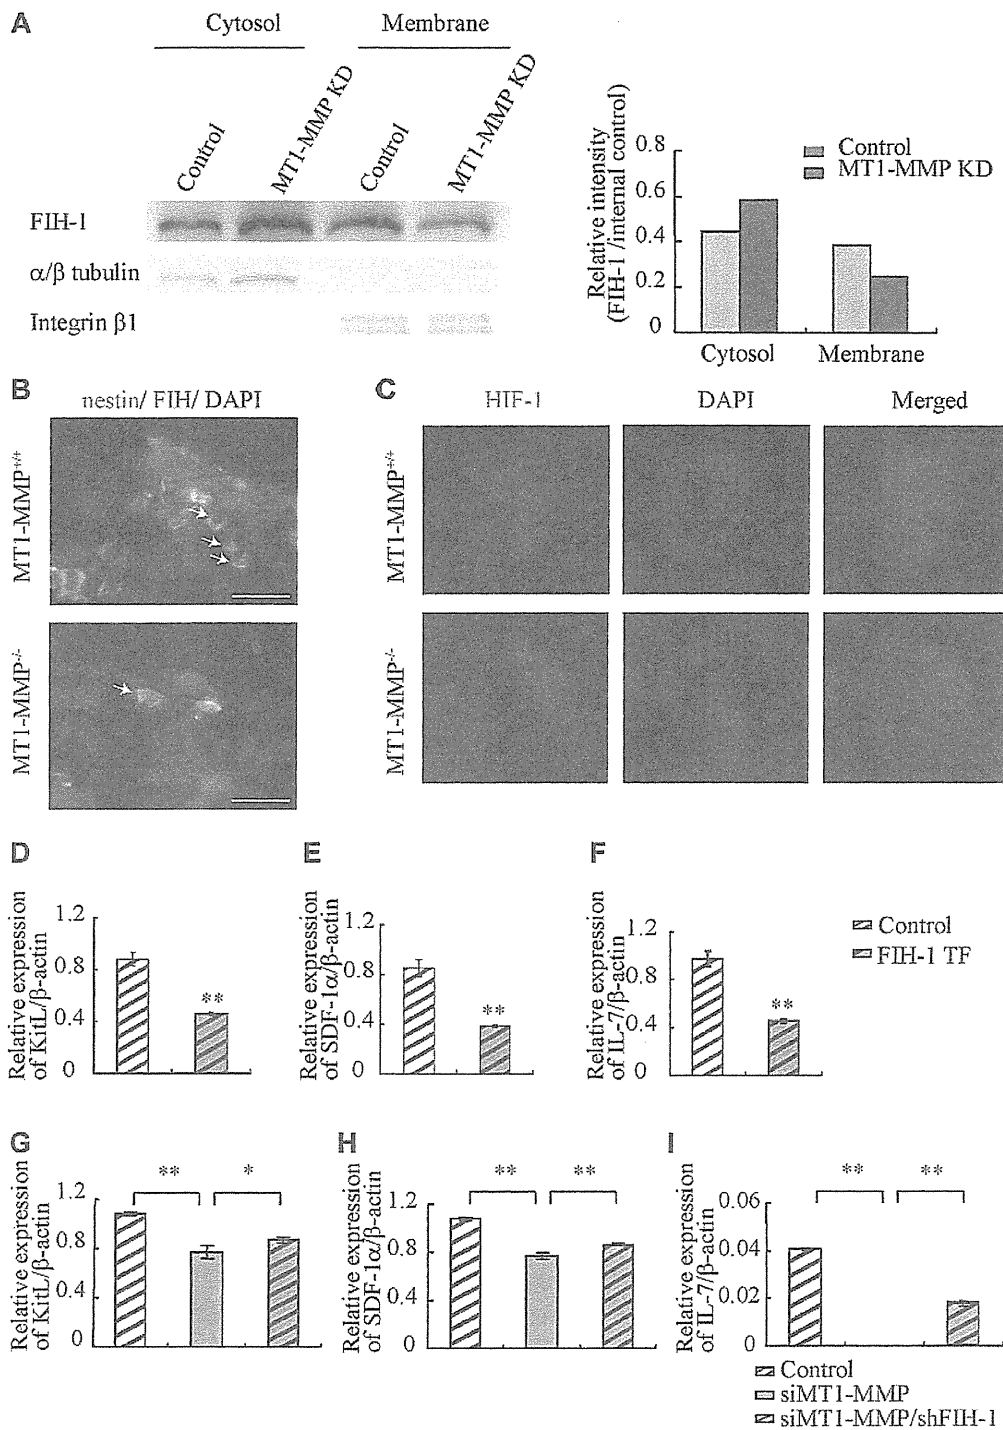 A
Cytosol Membrane
Control
MT1-MMP KD
Control
MT1-MMP KD
FIH-1
α/β tubulin
Integrin β1
Relative intensity
(FIH-1 /internal control)
0.8
0.6
0.4
0.2
0
Control
MT1-MMP KD
Cytosol Membrane
B
nestin/ FIH/ DAPI
MT1-MMP+/+
MT1-MMP-/-
C
HIF-1 DAPI Merged
MT1-MMP+/+
MT1-MMP-/-
D
Relative expression
of KitL/β-actin
1.2
0.8
0.4
0
**
E
Relative expression
of SDF-1α/β-actin
1.2
0.8
0.4
0
**
F
Relative expression
of IL-7/β-actin
1.2
0.8
0.4
0
**
Control
FIH-1 TF
G
Relative expression
of KitL/β-actin
1.2
0.8
0.4
0
** *
H
Relative expression
of SDF-1α/β-actin
1.2
0.8
0.4
0
** **
I
Relative expression
of IL-7/β-actin
0.06
0.04
0.02
0
** **
Control
siMT1-MMP
siMT1-MMP/shFIH-1